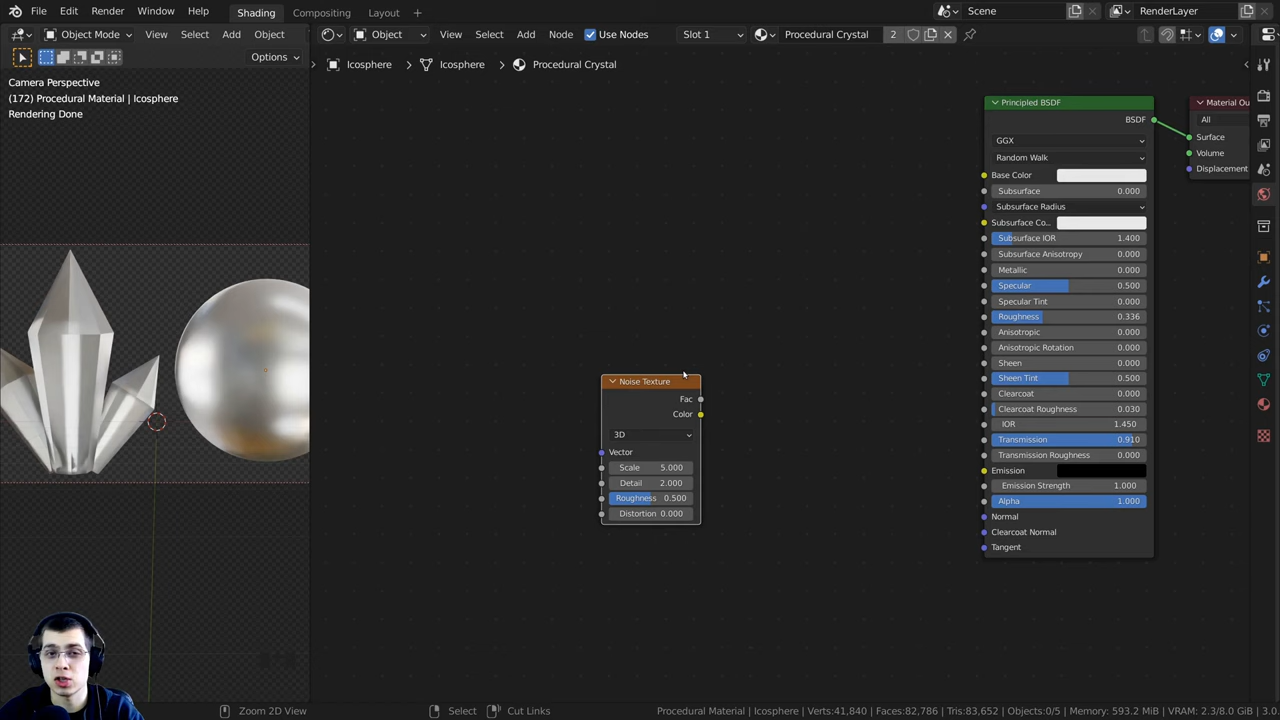 File Edit Render Window Help Shading Compositing Layout + Scene RenderLayer
Object Mode View Select Add Object Object View Select Add Node Use Nodes Slot 1 Procedural Crystal 2
Options Icosphere Icosphere Procedural Crystal
Camera Perspective
(172) Procedural Material | Icosphere
Rendering Done
Principled BSDF
BSDF
GGX
Random Walk
Base Color
Subsurface 0.000
Subsurface Radius
Subsurface Co...
Subsurface IOR 1.400
Subsurface Anisotropy 0.000
Metallic 0.000
Specular 0.500
Specular Tint 0.000
Roughness 0.336
Anisotropic 0.000
Anisotropic Rotation 0.000
Sheen 0.000
Sheen Tint 0.500
Clearcoat 0.000
Clearcoat Roughness 0.030
IOR 1.450
Transmission 0.910
Transmission Roughness 0.000
Emission
Emission Strength 1.000
Alpha 1.000
Normal
Clearcoat Normal
Tangent
Material Ou
All
Surface
Volume
Displacement
Noise Texture
Fac
Color
3D
Vector
Scale 5.000
Detail 2.000
Roughness 0.500
Distortion 0.000
Zoom 2D View Select Cut Links Procedural Material | Icosphere | Verts:41,840 | Faces:82,786 | Tris:83,652 | Objects:0/5 | Memory: 593.2 MiB | VRAM: 2.3/8.0 GiB | 3.0